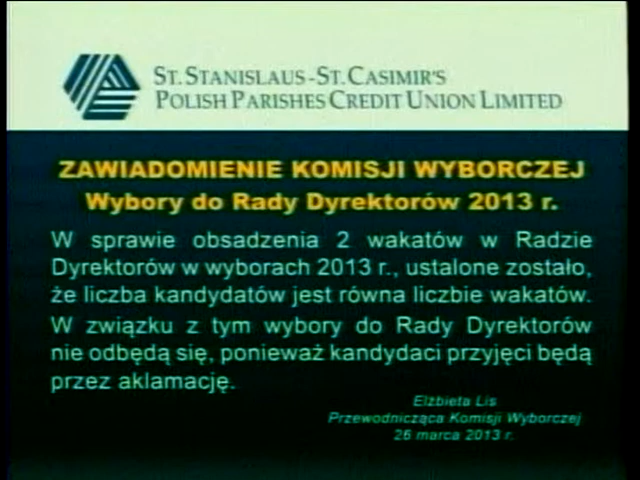 ST. STANISLAUS - ST. CASIMIR'S
POLISH PARISHES CREDIT UNION LIMITED
ZAWIADOMIENIE KOMISJI WYBORCZEJ
Wybory do Rady Dyrektorów 2013 r.
W sprawie obsadzenia 2 wakatów w Radzie
Dyrektorów w wyborach 2013 r., ustalone zostało,
że liczba kandydatów jest równa liczbie wakatów.
W związku z tym wybory do Rady Dyrektorów
nie odbędą się, ponieważ kandydaci przyjęci będą
przez aklamację.
Elżbieta Lis
Przewodnicząca Komisji Wyborczej
26 marca 2013 r.